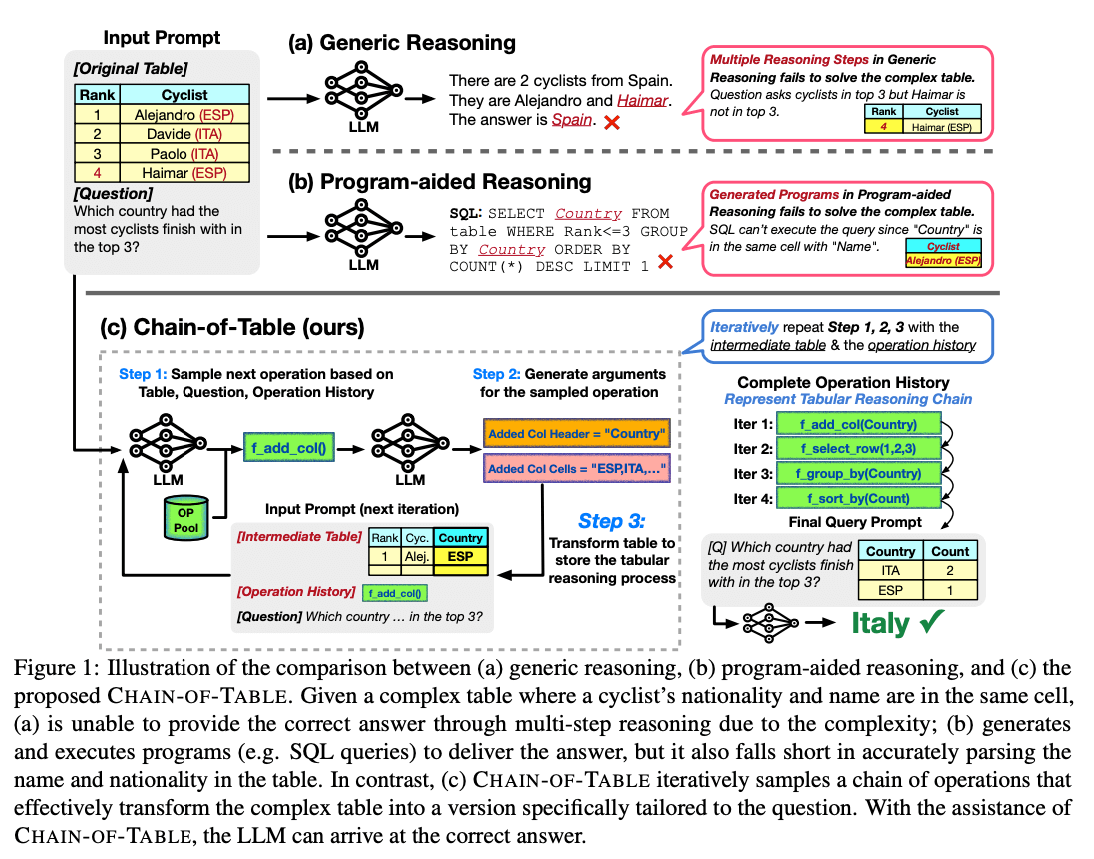 Input Prompt
[Original Table]
Rank Cyclist
1 Alejandro (ESP)
2 Davide (ITA)
3 Paolo (ITA)
4 Haimar (ESP)
[Question]
Which country had the
most cyclists finish with in
the top 3?
(a) Generic Reasoning
LLM
There are 2 cyclists from Spain.
They are Alejandro and Haimar.
The answer is Spain.
Multiple Reasoning Steps in Generic
Reasoning fails to solve the complex table.
Question asks cyclists in top 3 but Haimar is
not in top 3.
Rank Cyclist
4 Haimar (ESP)
(b) Program-aided Reasoning
LLM
SQL: SELECT Country FROM
table WHERE Rank<=3 GROUP
BY Country ORDER BY
COUNT(*) DESC LIMIT 1
Generated Programs in Program-aided
Reasoning fails to solve the complex table.
SQL can't execute the query since "Country" is
in the same cell with "Name".
Cyclist
Alejandro (ESP)
(c) Chain-of-Table (ours)
Iteratively repeat Step 1, 2, 3 with the
intermediate table & the operation history
Step 1: Sample next operation based on
Table, Question, Operation History
LLM
OP
Pool
f_add_col()
LLM
Step 2: Generate arguments
for the sampled operation
Added Col Header = "Country"
Added Col Cells = "ESP,ITA,..."
Step 3:
Transform table to
store the tabular
reasoning process
Input Prompt (next iteration)
[Intermediate Table]
Rank Cyc. Country
1 Alej. ESP
[Operation History] f_add_col()
[Question] Which country ... in the top 3?
Complete Operation History
Represent Tabular Reasoning Chain
Iter 1: f_add_col(Country)
Iter 2: f_select_row(1,2,3)
Iter 3: f_group_by(Country)
Iter 4: f_sort_by(Count)
Final Query Prompt
[Q] Which country had
the most cyclists finish
with in the top 3?
Country Count
ITA 2
ESP 1
Italy ✓
Figure 1: Illustration of the comparison between (a) generic reasoning, (b) program-aided reasoning, and (c) the
proposed CHAIN-OF-TABLE. Given a complex table where a cyclist's nationality and name are in the same cell,
(a) is unable to provide the correct answer through multi-step reasoning due to the complexity; (b) generates
and executes programs (e.g. SQL queries) to deliver the answer, but it also falls short in accurately parsing the
name and nationality in the table. In contrast, (c) CHAIN-OF-TABLE iteratively samples a chain of operations that
effectively transform the complex table into a version specifically tailored to the question. With the assistance of
CHAIN-OF-TABLE, the LLM can arrive at the correct answer.